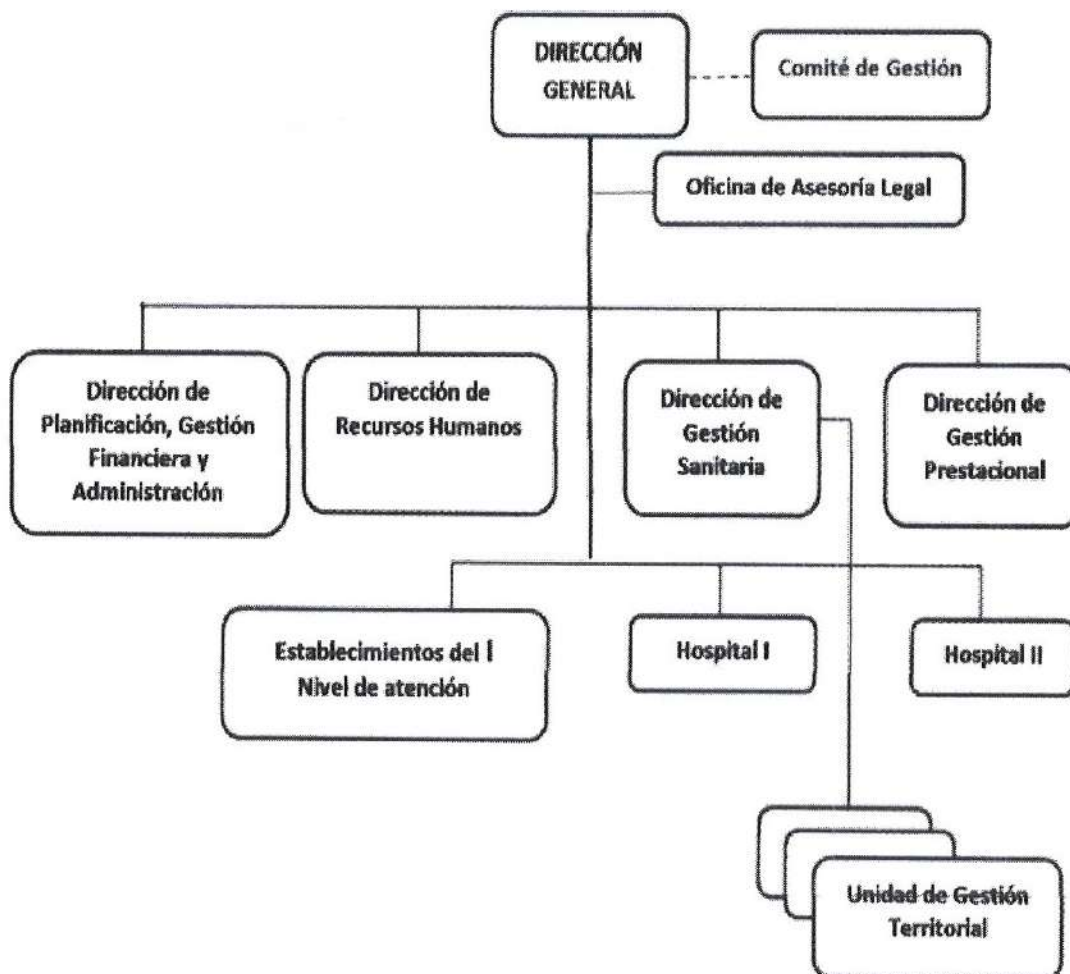 DIRECCIÓN
GENERAL
Comité de Gestión
Oficina de Asesoría Legal
Dirección de
Planificación, Gestión
Financiera y
Administración
Dirección de
Recursos Humanos
Dirección de
Gestión
Sanitaria
Dirección de
Gestión
Prestacional
Establecimientos del I
Nivel de atención
Hospital I
Hospital II
Unidad de Gestión
Territorial